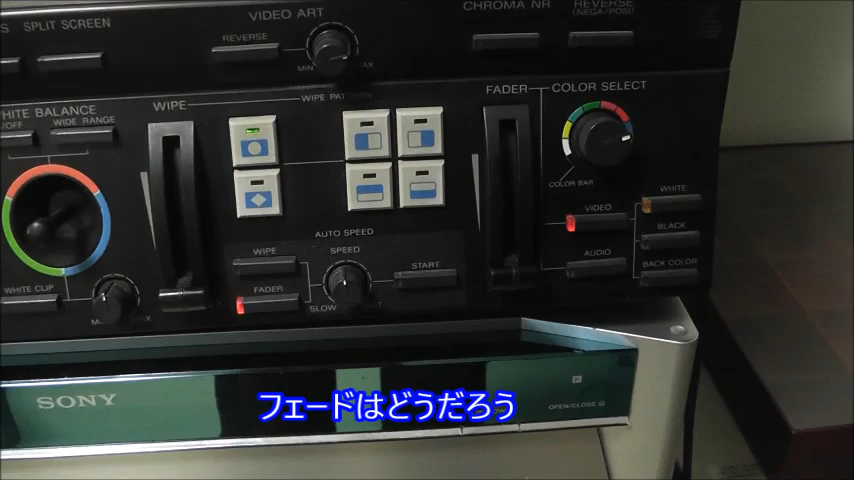 SPLIT SCREEN
VIDEO ART
REVERSE
MIN
CHROMA NR
REVERSE
(NEGA/POSI)
WHITE BALANCE
/OFF
WIDE RANGE
WIPE
WIPE PATTERN
FADER
COLOR SELECT
COLOR BAR
WHITE
VIDEO
BLACK
AUDIO
BACK COLOR
AUTO SPEED
WIPE
SPEED
START
FADER
SLOW
WHITE CLIP
SONY
OPEN/CLOSE
フェードはどうだろう